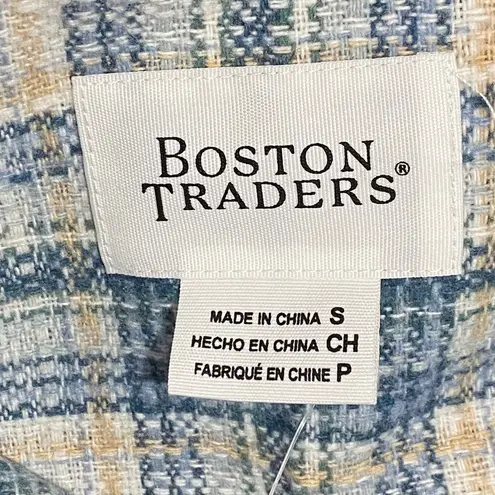 BOSTON
TRADERS®
MADE IN CHINA S
HECHO EN CHINA CH
FABRIQUÉ EN CHINE P